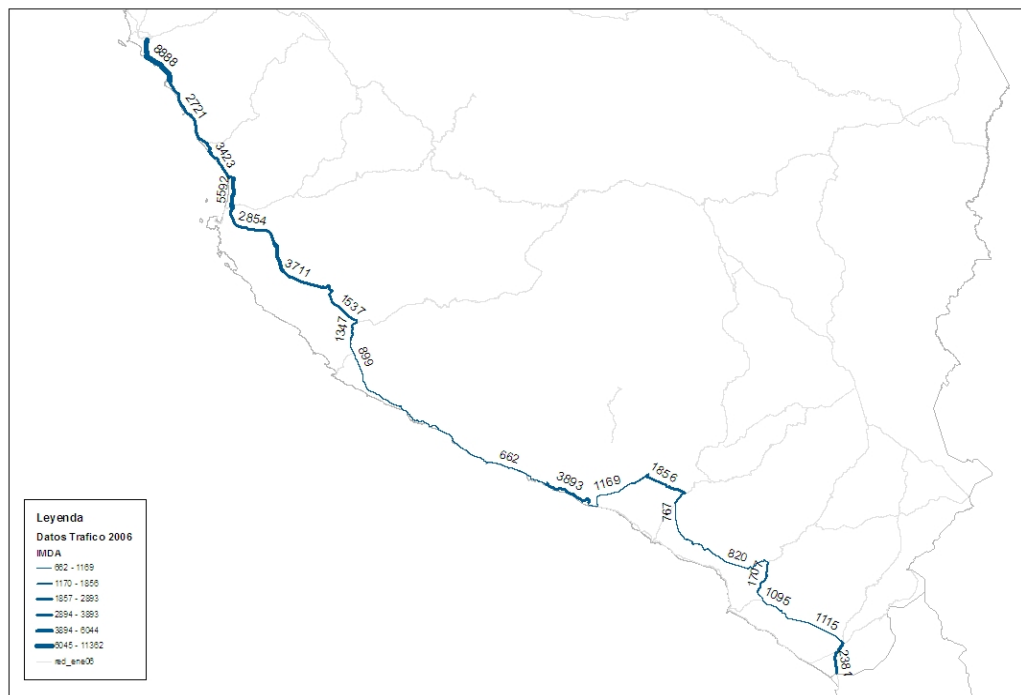 8888
2721
3423
5592
2854
3711
1537
1347
899
662
3893
1169
1856
767
820
1707
1095
1115
2381
Leyenda
Datos Trafico 2006
IMDA
662 - 1169
1170 - 1856
1857 - 2893
2894 - 3893
3894 - 6044
6045 - 11362
red_ene06